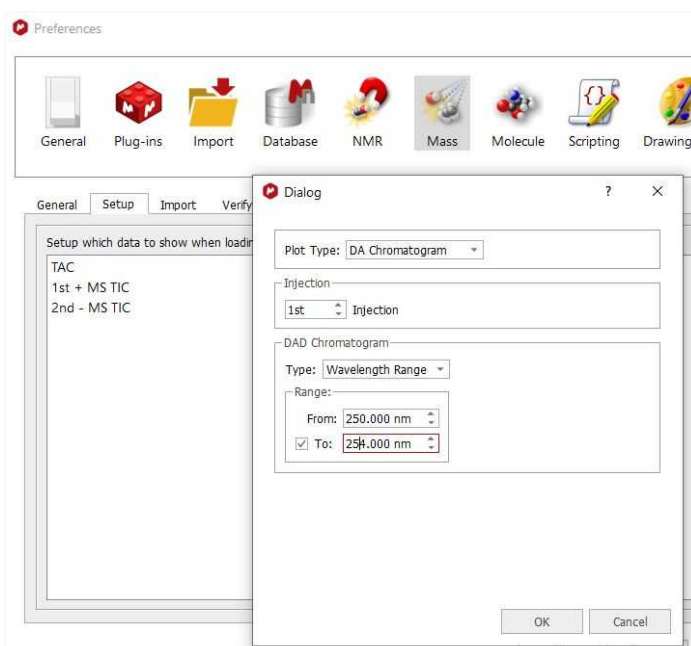 Preferences
General Plug-ins Import Database NMR Mass Molecule Scripting Drawing
General Setup Import Verify
Setup which data to show when loadin
TAC
1st + MS TIC
2nd - MS TIC
Dialog ? ×
Plot Type: DA Chromatogram
Injection
1st Injection
DAD Chromatogram
Type: Wavelength Range
Range:
From: 250.000 nm
To: 254.000 nm
OK Cancel